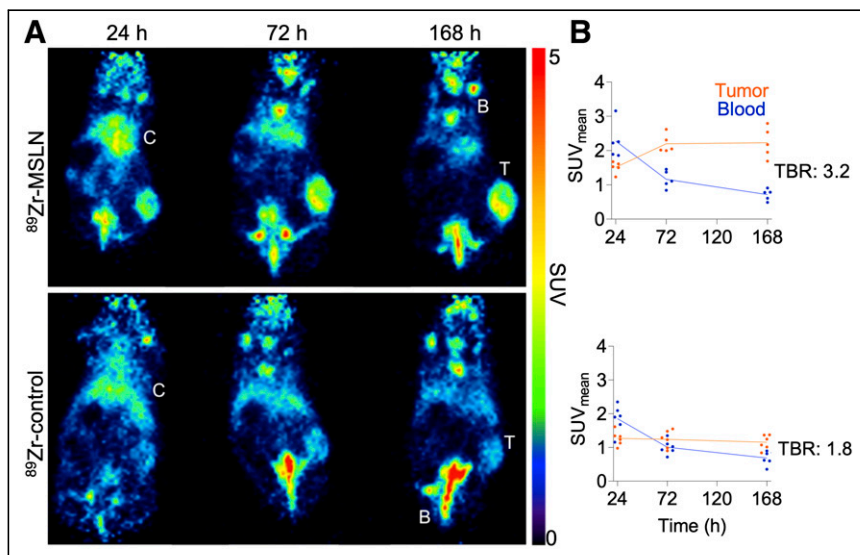 A
24 h
72 h
168 h
⁸⁹Zr-MSLN
C
B
T
⁸⁹Zr-control
C
T
B
5
SUV
0
B
Tumor
Blood
SUVmean
4
3
2
1
0
24
72
120
168
TBR: 3.2
SUVmean
4
3
2
1
0
24
72
120
168
TBR: 1.8
Time (h)